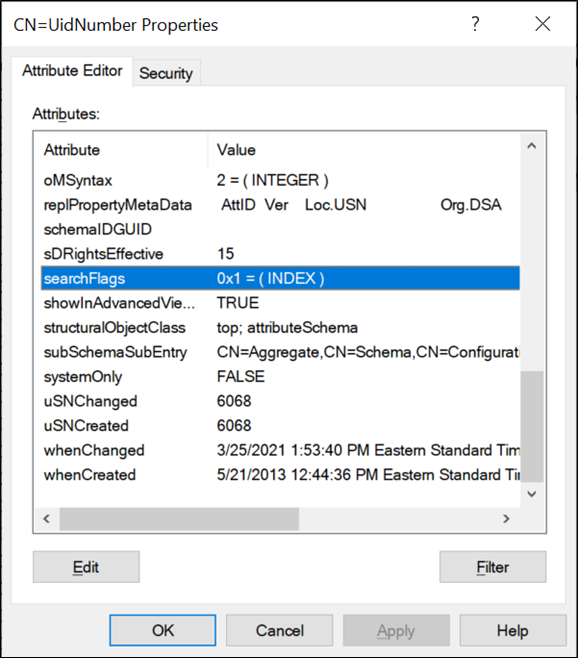 CN=UidNumber Properties
Attribute Editor Security
Attributes:
Attribute Value
oMSyntax 2 = ( INTEGER )
replPropertyMetaData AttID Ver Loc.USN Org.DSA
schemaIDGUID
sDRightsEffective 15
searchFlags 0x1 = ( INDEX )
showInAdvancedVie... TRUE
structuralObjectClass top; attributeSchema
subSchemaSubEntry CN=Aggregate,CN=Schema,CN=Configurati
systemOnly FALSE
uSNChanged 6068
uSNCreated 6068
whenChanged 3/25/2021 1:53:40 PM Eastern Standard Tim
whenCreated 5/21/2013 12:44:36 PM Eastern Standard Ti
Edit Filter
OK Cancel Apply Help